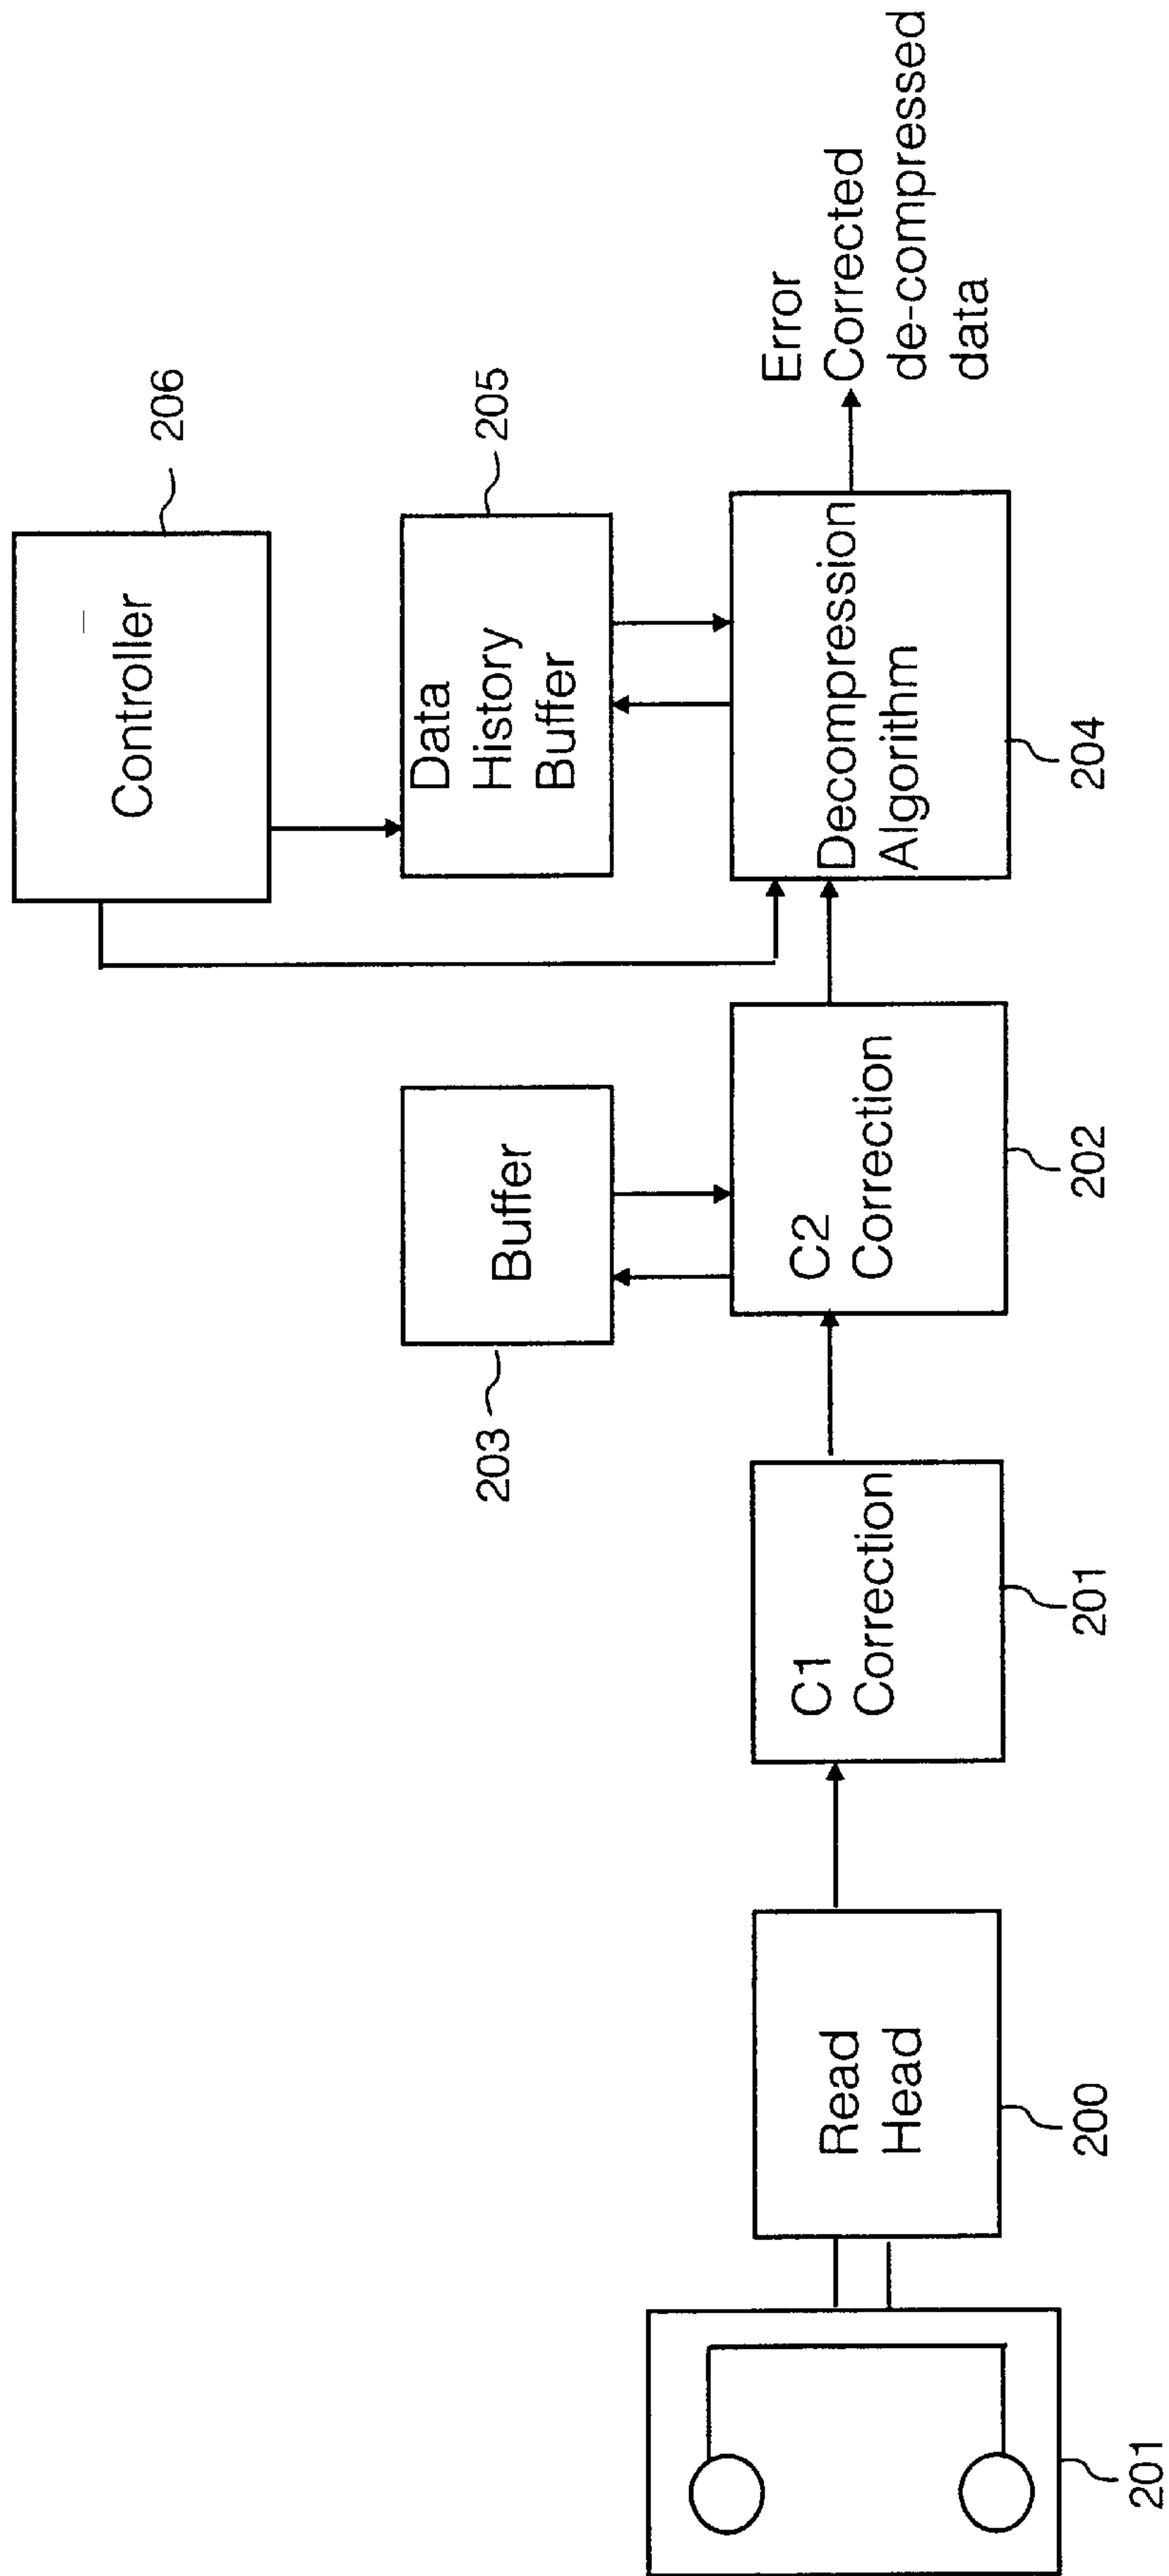 Controller
206
Data
History
Buffer
205
Buffer
203
Read
Head
200
C1
Correction
201
C2
Correction
202
Decompression
Algorithm
204
Error
Corrected
de-compressed
data
201